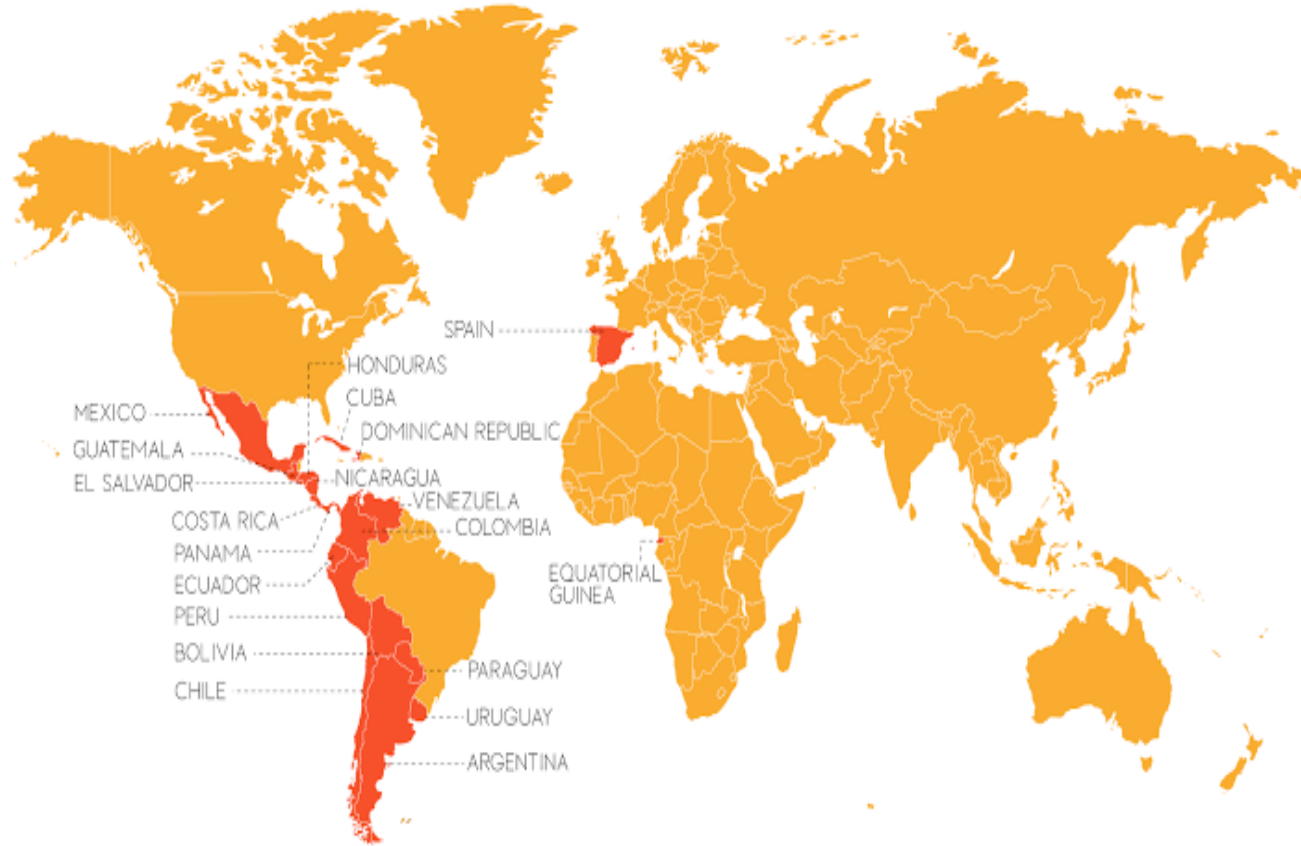 SPAIN
HONDURAS
CUBA
MEXICO
DOMINICAN REPUBLIC
GUATEMALA
EL SALVADOR
NICARAGUA
VENEZUELA
COSTA RICA
COLOMBIA
PANAMA
ECUADOR
EQUATORIAL
GUINEA
PERU
BOLIVIA
PARAGUAY
CHILE
URUGUAY
ARGENTINA